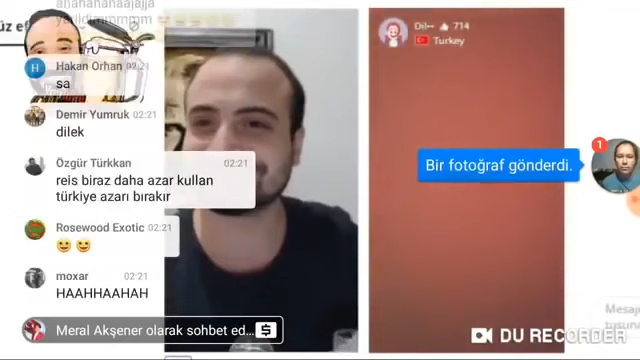 Hakan Orhan 02:21
sa
Demir Yumruk 02:21
dilek
Özgür Türkkan 02:21
reis biraz daha azar kullan
türkiye azarı bırakır
Rosewood Exotic 02:21
moxar 02:21
HAAHHAAHAH
Meral Akşener olarak sohbet ed...
Dil-- 714
Turkey
Bir fotoğraf gönderdi.
1
Mesajı
DU RECORDER